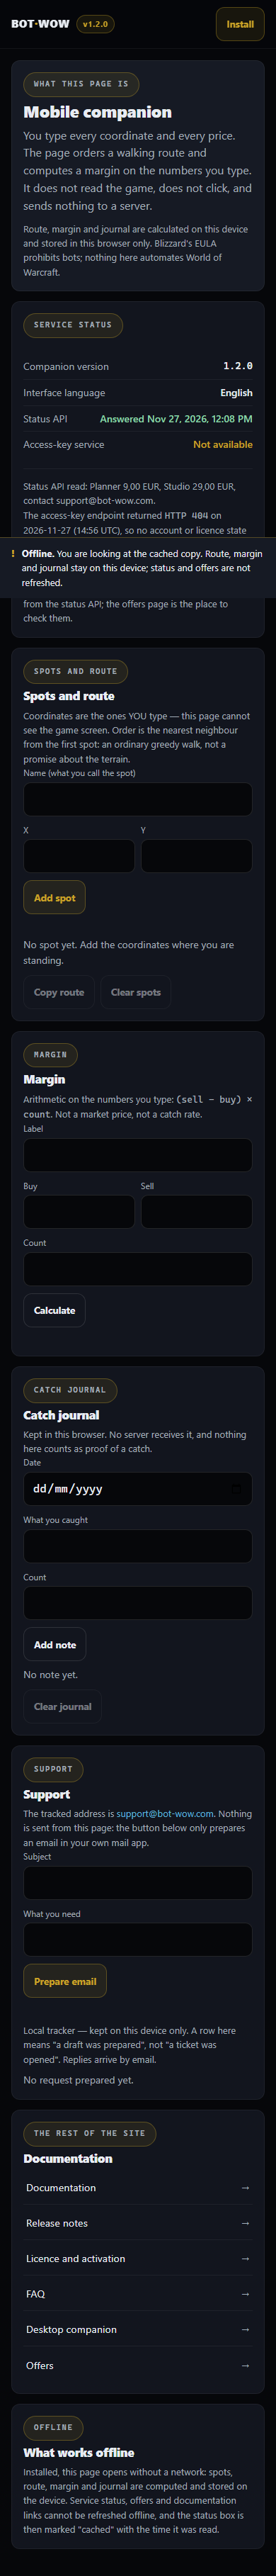 BOT-WOW v1.2.0 Install
WHAT THIS PAGE IS
Mobile companion
You type every coordinate and every price.
The page orders a walking route and
computes a margin on the numbers you type.
It does not read the game, does not click, and
sends nothing to a server.
Route, margin and journal are calculated on this device
and stored in this browser only. Blizzard's EULA
prohibits bots; nothing here automates World of
Warcraft.
SERVICE STATUS
Companion version 1.2.0
Interface language English
Status API Answered Nov 27, 2026, 12:08 PM
Access-key service Not available
Status API read: Planner 9,00 EUR, Studio 29,00 EUR,
contact support@bot-wow.com.
The access-key endpoint returned HTTP 404 on
2026-11-27 (14:56 UTC), so no account or licence state
! Offline. You are looking at the cached copy. Route, margin
and journal stay on this device; status and offers are not
refreshed.
from the status API; the offers page is the place to
check them.
SPOTS AND ROUTE
Spots and route
Coordinates are the ones YOU type — this page cannot
see the game screen. Order is the nearest neighbour
from the first spot: an ordinary greedy walk, not a
promise about the terrain.
Name (what you call the spot)
X Y
Add spot
No spot yet. Add the coordinates where you are
standing.
Copy route Clear spots
MARGIN
Margin
Arithmetic on the numbers you type: (sell − buy) ×
count. Not a market price, not a catch rate.
Label
Buy Sell
Count
Calculate
CATCH JOURNAL
Catch journal
Kept in this browser. No server receives it, and nothing
here counts as proof of a catch.
Date
dd/mm/yyyy
What you caught
Count
Add note
No note yet.
Clear journal
SUPPORT
Support
The tracked address is support@bot-wow.com. Nothing
is sent from this page: the button below only prepares
an email in your own mail app.
Subject
What you need
Prepare email
Local tracker — kept on this device only. A row here
means "a draft was prepared", not "a ticket was
opened". Replies arrive by email.
No request prepared yet.
THE REST OF THE SITE
Documentation
Documentation →
Release notes →
Licence and activation →
FAQ →
Desktop companion →
Offers →
OFFLINE
What works offline
Installed, this page opens without a network: spots,
route, margin and journal are computed and stored on
the device. Service status, offers and documentation
links cannot be refreshed offline, and the status box is
then marked "cached" with the time it was read.